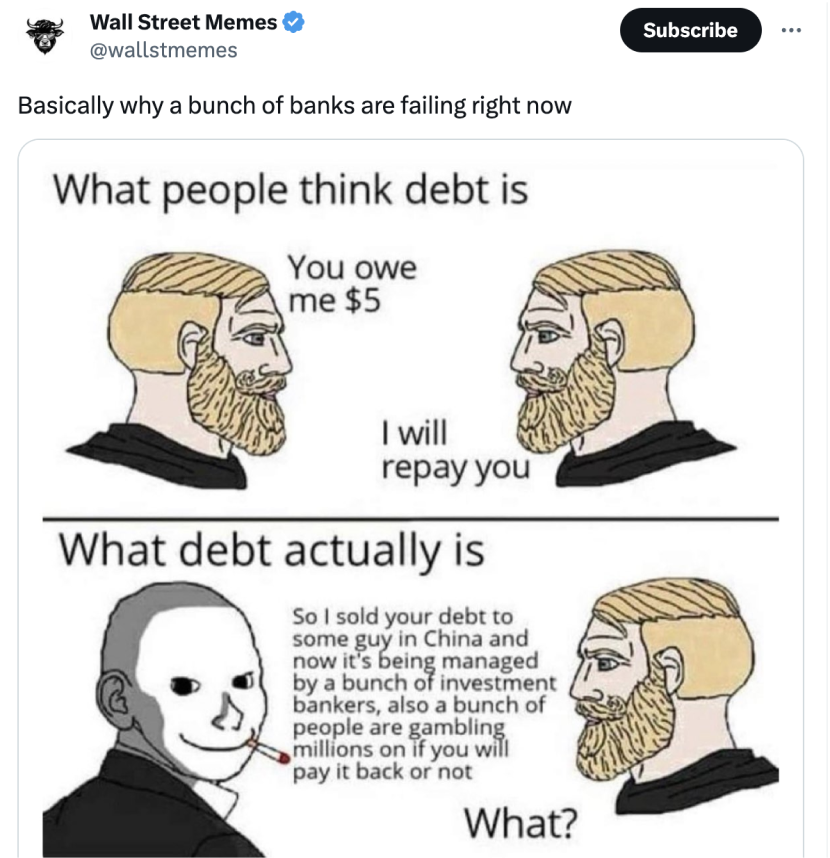 Wall Street Memes
Subscribe
@wallstmemes
Basically why a bunch of banks are failing right now
What people think debt is
You owe
me $5
I will
repay you
What debt actually is
So I sold your debt to
some guy in China and
now it's being managed
by a bunch of investment
bankers, also a bunch of
people are gambling
millions on if you will
pay it back or not
What?